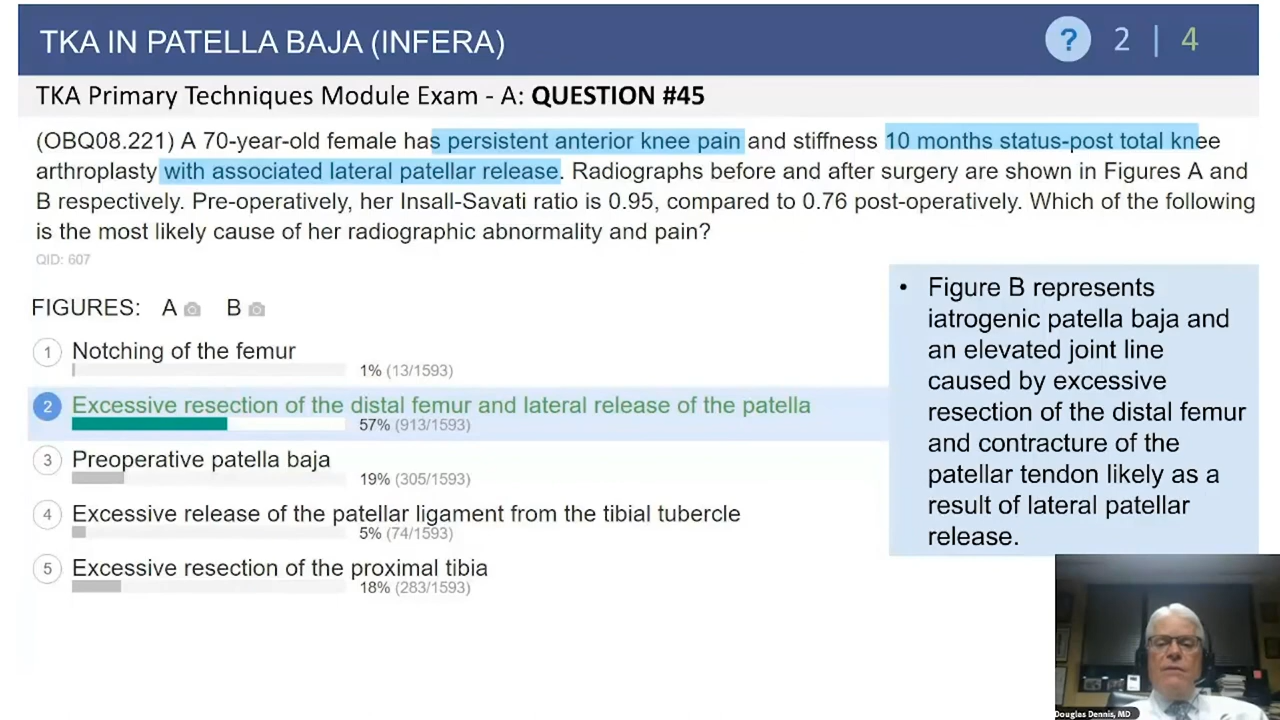 TKA IN PATELLA BAJA (INFERA)
? 2 | 4
TKA Primary Techniques Module Exam - A: QUESTION #45
(OBQ08.221) A 70-year-old female has persistent anterior knee pain and stiffness 10 months status-post total knee
arthroplasty with associated lateral patellar release. Radiographs before and after surgery are shown in Figures A and
B respectively. Pre-operatively, her Insall-Savati ratio is 0.95, compared to 0.76 post-operatively. Which of the following
is the most likely cause of her radiographic abnormality and pain?
QID: 607
FIGURES: A B
1 Notching of the femur
1% (13/1593)
2 Excessive resection of the distal femur and lateral release of the patella
57% (913/1593)
3 Preoperative patella baja
19% (305/1593)
4 Excessive release of the patellar ligament from the tibial tubercle
5% (74/1593)
5 Excessive resection of the proximal tibia
18% (283/1593)
• Figure B represents
iatrogenic patella baja and
an elevated joint line
caused by excessive
resection of the distal femur
and contracture of the
patellar tendon likely as a
result of lateral patellar
release.
Douglas Dennis, MD